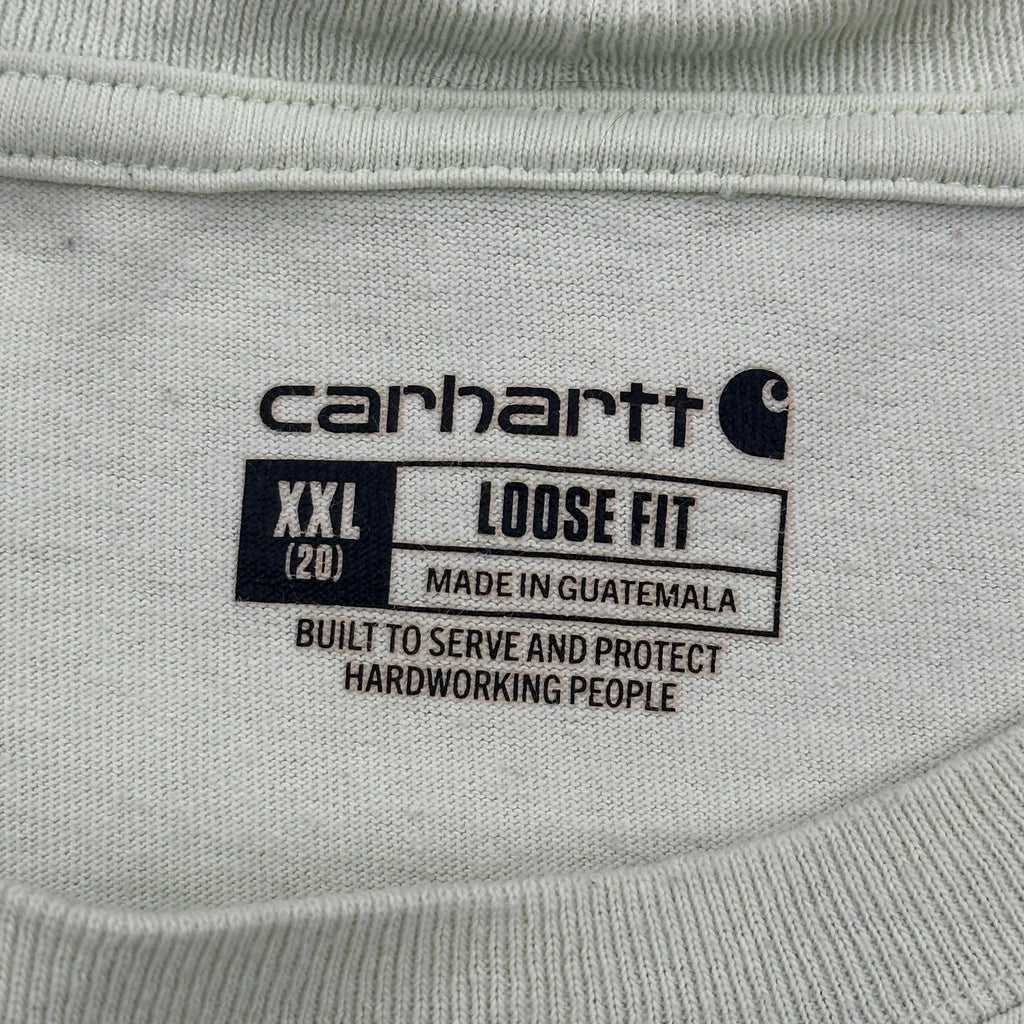 carhartt
XXL
(20)
LOOSE FIT
MADE IN GUATEMALA
BUILT TO SERVE AND PROTECT
HARDWORKING PEOPLE